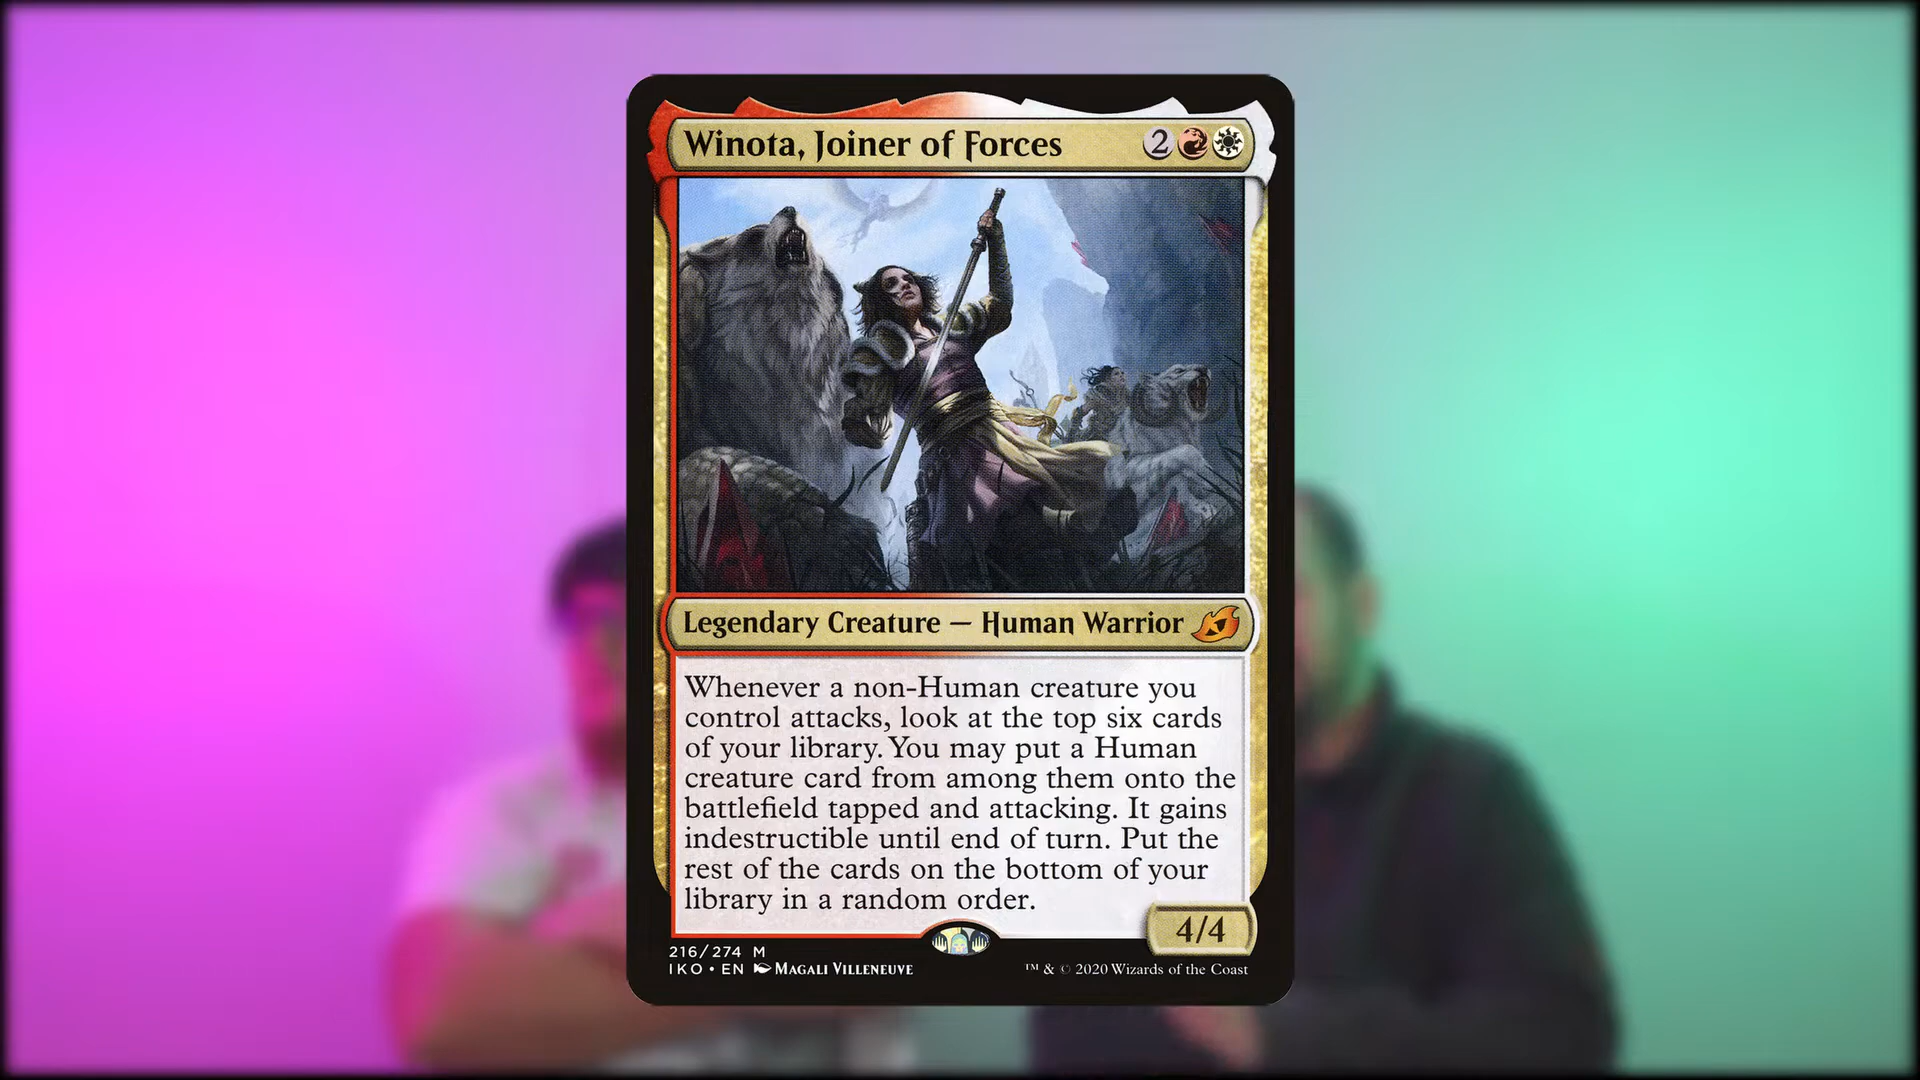 Winota, Joiner of Forces 2
Legendary Creature — Human Warrior
Whenever a non-Human creature you
control attacks, look at the top six cards
of your library. You may put a Human
creature card from among them onto the
battlefield tapped and attacking. It gains
indestructible until end of turn. Put the
rest of the cards on the bottom of your
library in a random order.
4/4
216/274 M
IKO • EN Magali Villeneuve
™ & © 2020 Wizards of the Coast